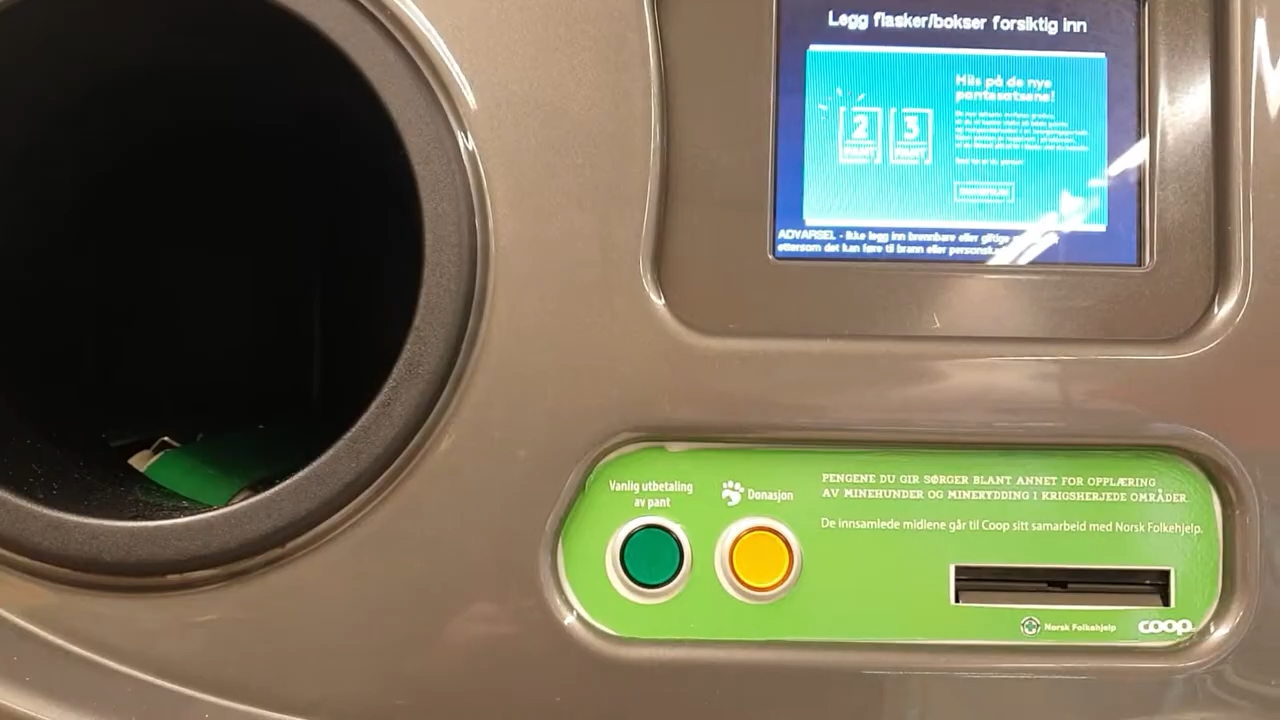 Legg flasker/bokser forsiktig inn
Hils på de nye
pantesatsene!
2
PANT
3
PANT
ADVARSEL - Ikke legg inn brennbare eller giftige
ettersom det kan føre til brann eller
Vanlig utbetaling
av pant
Donasjon
PENGENE DU GIR SØRGER BLANT ANNET FOR OPPLÆRING
AV MINEHUNDER OG MINERYDDING I KRIGSHERJEDE OMRÅDER.
De innsamlede midlene går til Coop sitt samarbeid med Norsk Folkehjelp.
Norsk Folkehjelp
coop